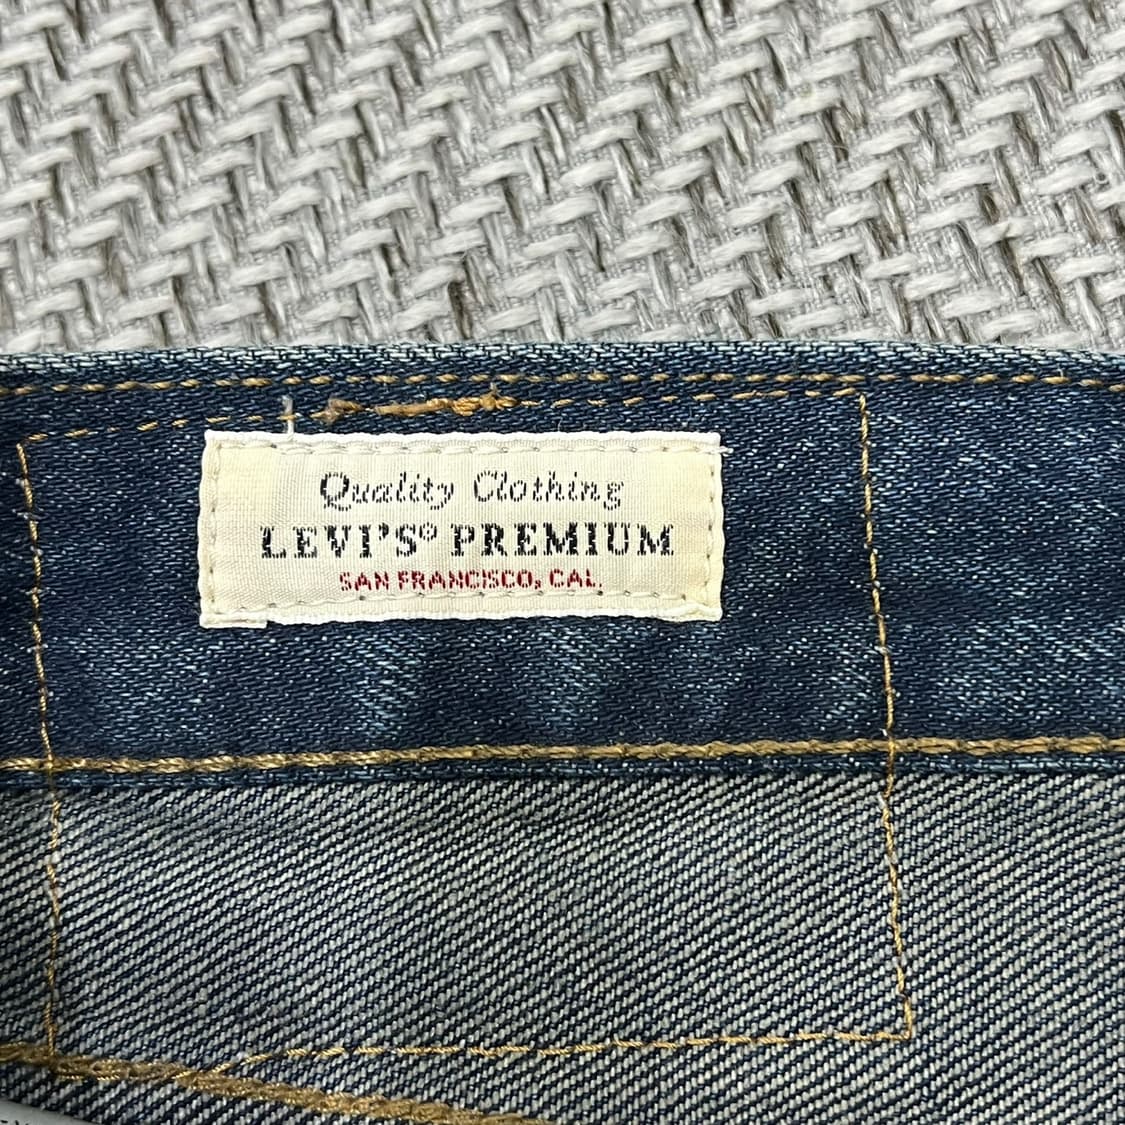 Quality Clothing
LEVI'S® PREMIUM
SAN FRANCISCO, CAL.